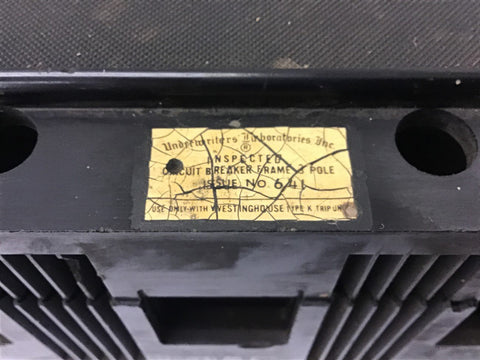 Underwriters Laboratories Inc.
®
INSPECTED
CIRCUIT BREAKER FRAME 3 POLE
ISSUE NO. 641
USE ONLY WITH WESTINGHOUSE TYPE K TRIP UNIT